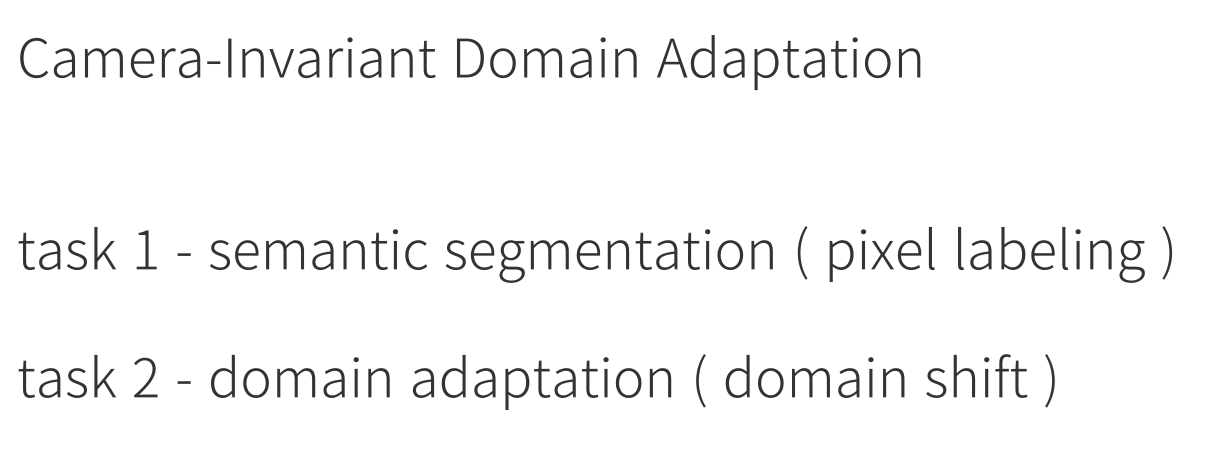 Camera-Invariant Domain Adaptation
task 1 - semantic segmentation ( pixel labeling )
task 2 - domain adaptation ( domain shift )